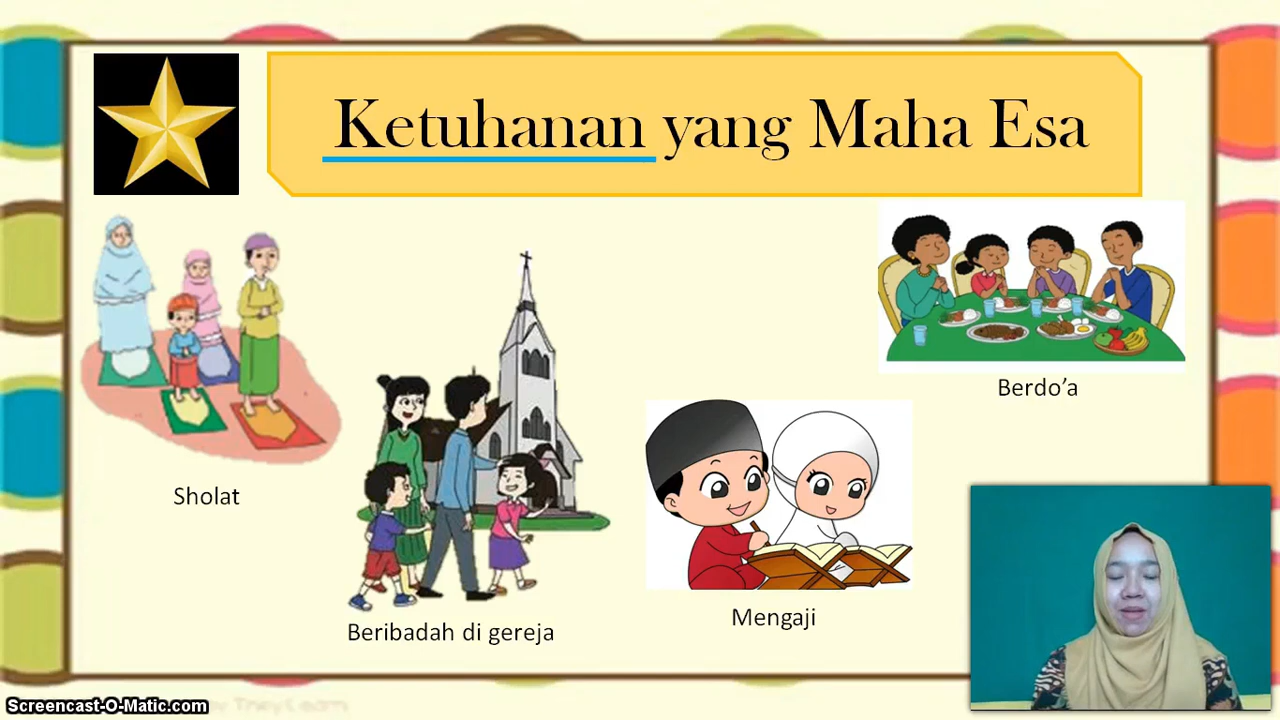 Ketuhanan yang Maha Esa
Sholat
Beribadah di gereja
Mengaji
Berdo’a
Screencast-O-Matic.com